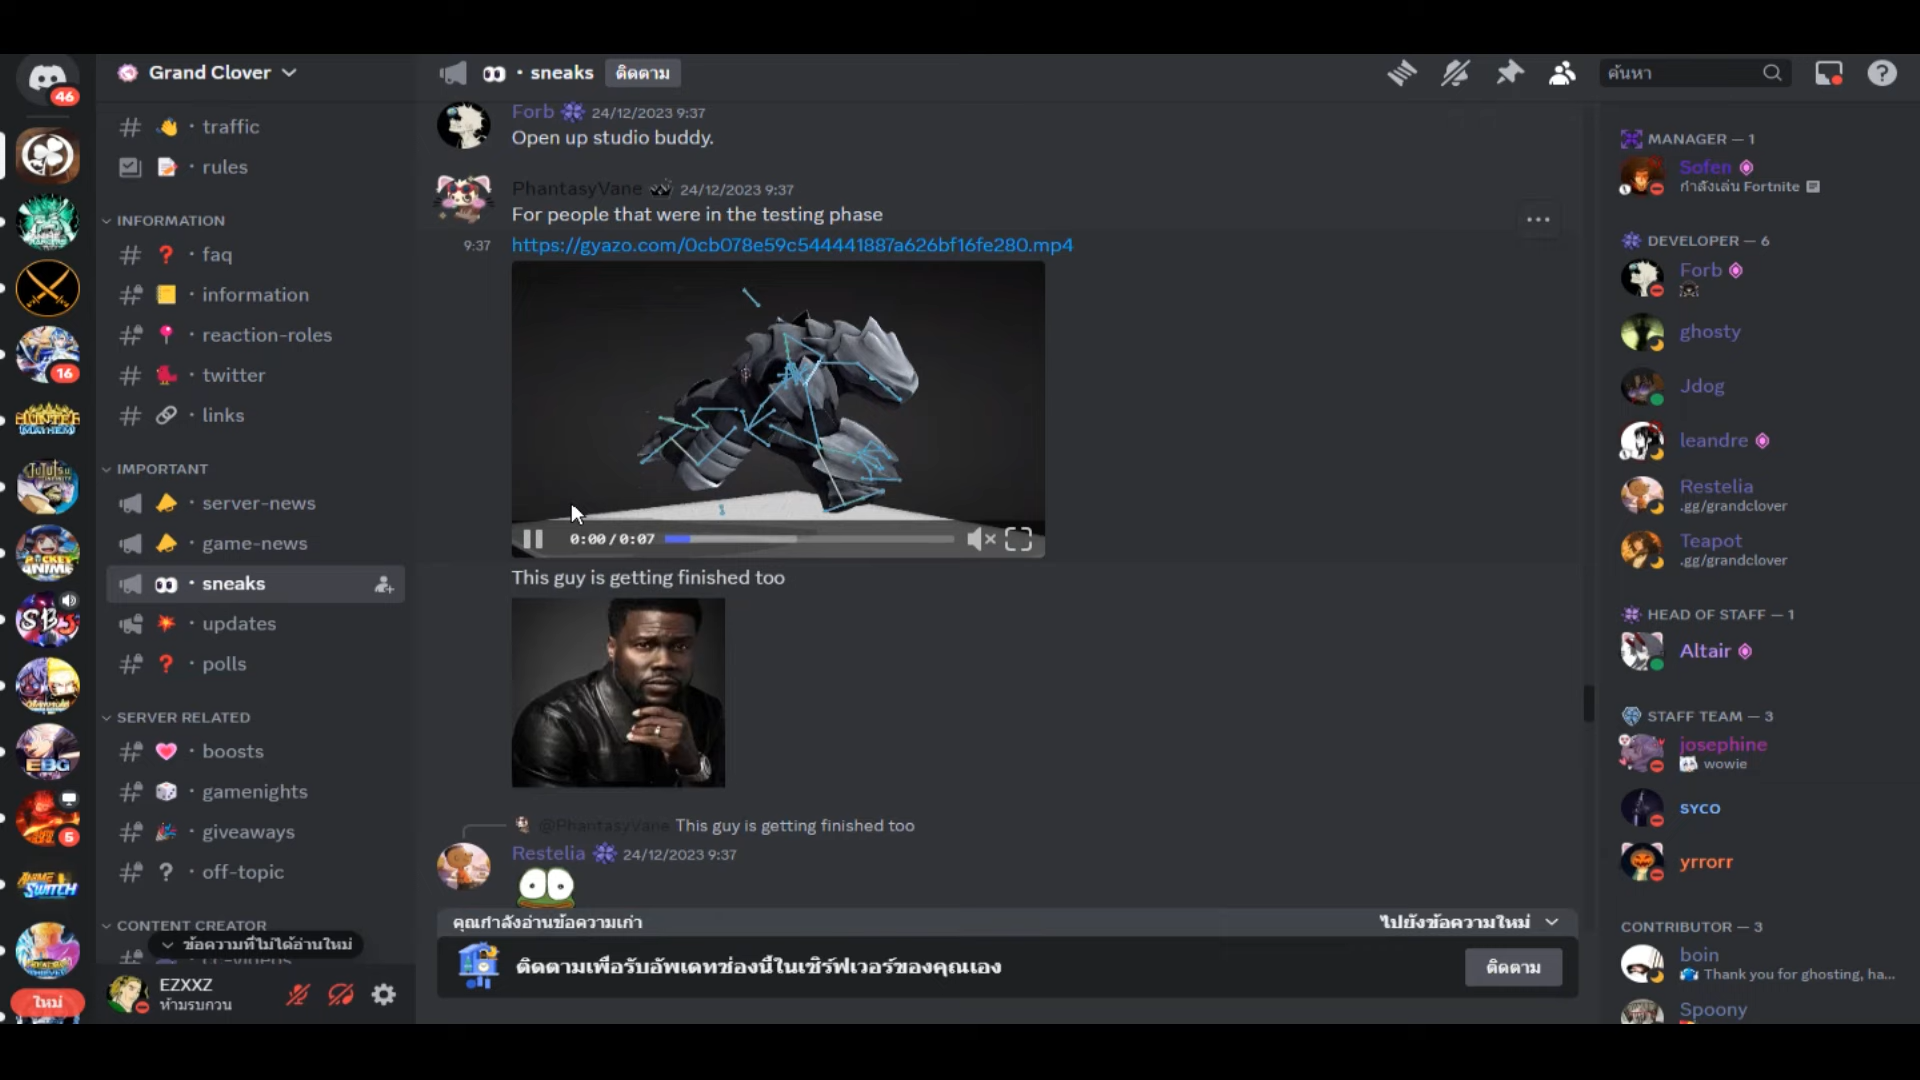 46
Grand Clover
traffic
rules
INFORMATION
faq
information
reaction-roles
twitter
links
IMPORTANT
server-news
game-news
sneaks
updates
polls
SERVER RELATED
boosts
gamenights
giveaways
off-topic
CONTENT CREATOR
ข้อความที่ไม่ได้อ่านใหม่
EZXXZ
ห้ามรบกวน
16
HUNTER
MAYHEM
JUJUTSU
INFINITE
POCKET
ANIME
SBJ
EBG
5
ANIME
SWITCH
ใหม่
• sneaks
ติดตาม
ค้นหา
Forb 24/12/2023 9:37
Open up studio buddy.
PhantasyVane 24/12/2023 9:37
For people that were in the testing phase
9:37 https://gyazo.com/0cb078e59c544441887a626bf16fe280.mp4
1
0:00/0:07
This guy is getting finished too
@PhantasyVane This guy is getting finished too
Restelia 24/12/2023 9:37
คุณกำลังอ่านข้อความเก่า
ไปยังข้อความใหม่
ติดตามเพื่อรับอัพเดทช่องนี้ในเซิร์ฟเวอร์ของคุณเอง
ติดตาม
MANAGER — 1
Sofen
กำลังเล่น Fortnite
DEVELOPER — 6
Forb
ghosty
Jdog
leandre
Restelia
.gg/grandclover
Teapot
.gg/grandclover
HEAD OF STAFF — 1
Altair
STAFF TEAM — 3
josephine
wowie
syco
yrrorr
CONTRIBUTOR — 3
boin
Thank you for ghosting, ha...
Spoony